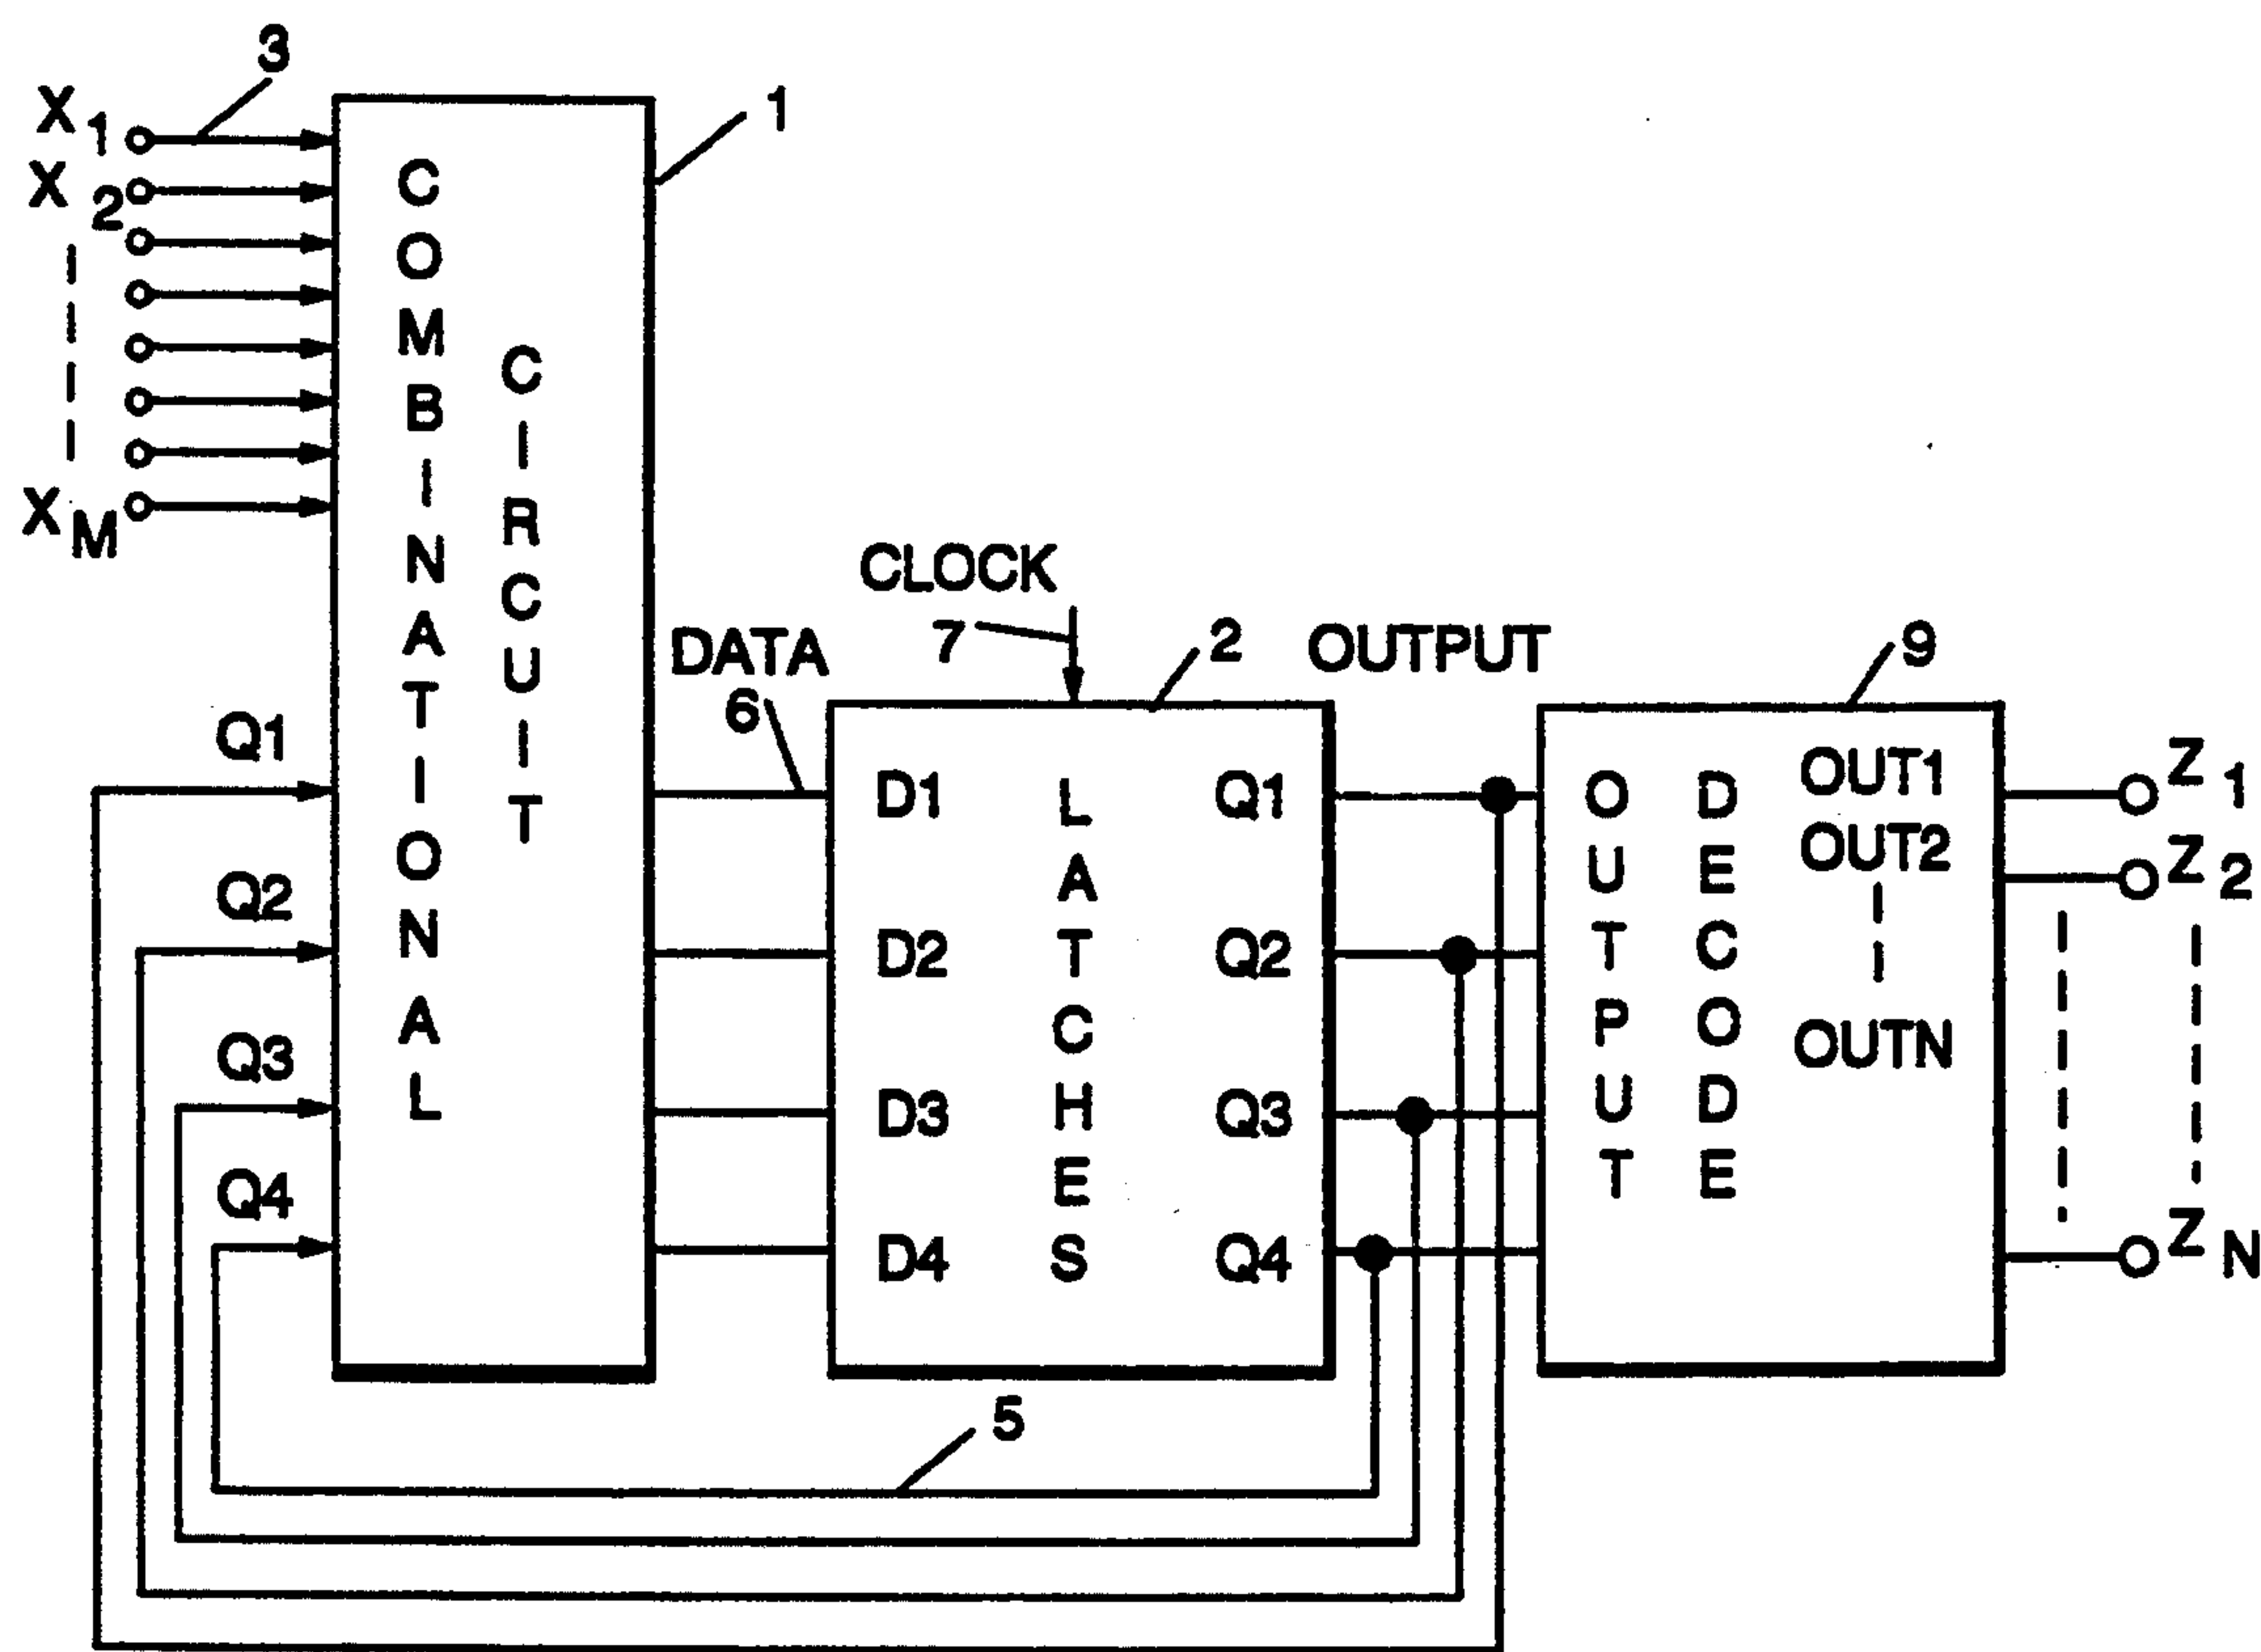 3
X1
X2
XM
1
COMBINATIONAL
CIRCUIT
Q1
Q2
Q3
Q4
DATA
6
CLOCK
7
2
OUTPUT
9
D1
D2
D3
D4
LATCHES
Q1
Q2
Q3
Q4
OUTPUT
DECODE
OUT1
OUT2
OUTN
Z1
Z2
ZN
5